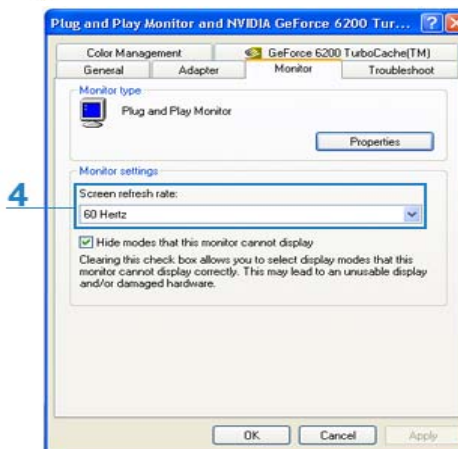 Plug and Play Monitor and NVIDIA GeForce 6200 Tur...
Color Management GeForce 6200 TurboCache(TM)
General Adapter Monitor Troubleshoot
Monitor type
Plug and Play Monitor
Properties
Monitor settings
4
Screen refresh rate:
60 Hertz
Hide modes that this monitor cannot display
Clearing this check box allows you to select display modes that this
monitor cannot display correctly. This may lead to an unusable display
and/or damaged hardware.
OK Cancel Apply